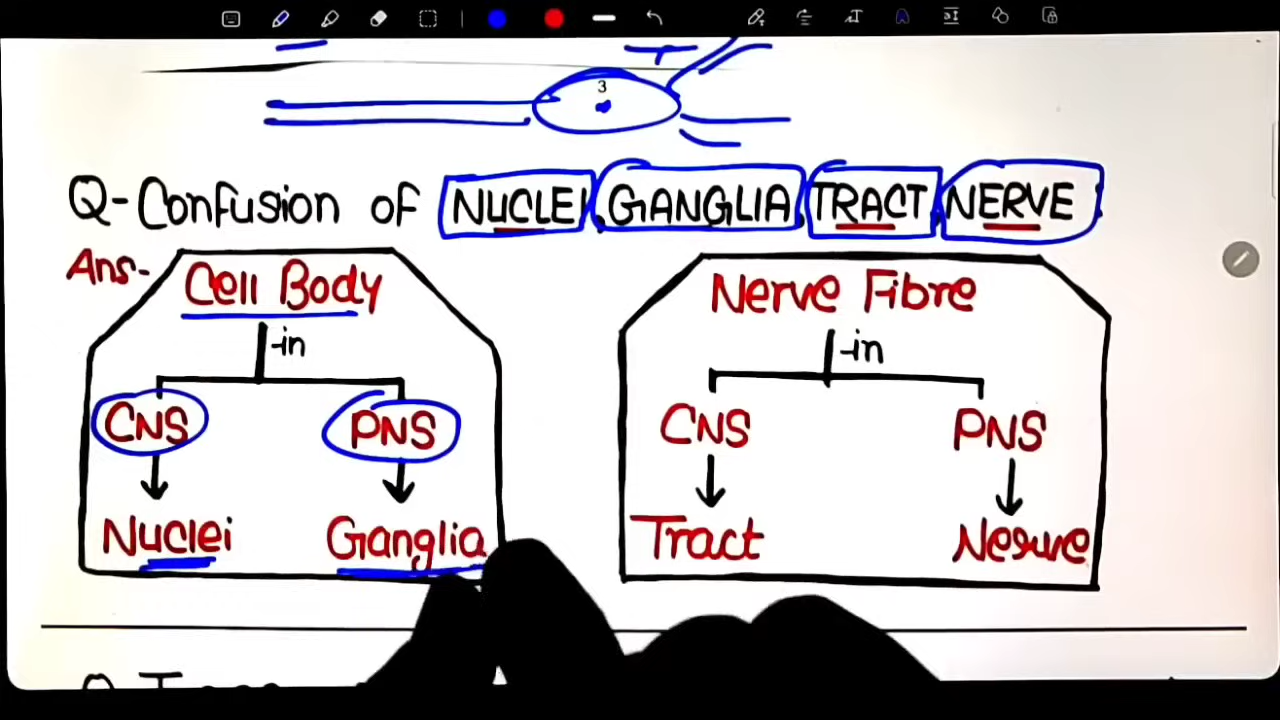 3
Q-Confusion of NUCLEI, GANGLIA, TRACT, NERVE.
Ans- Cell Body
-in
CNS PNS
Nuclei Ganglia
Nerve Fibre
-in
CNS PNS
Tract Nerve